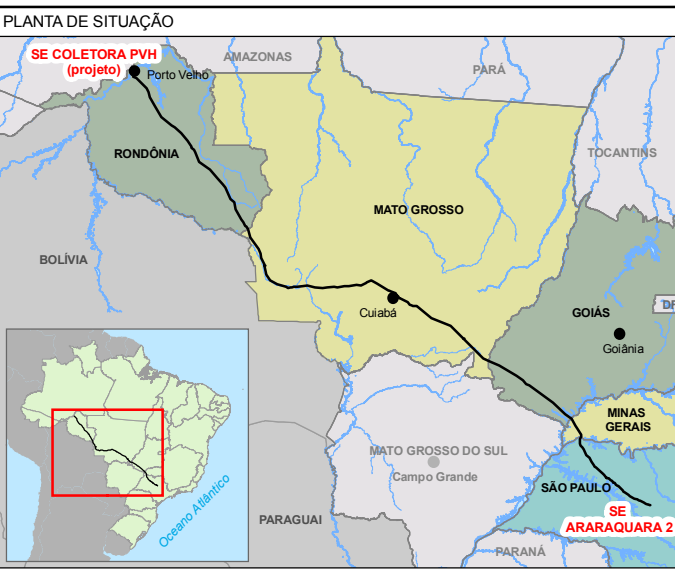 PLANTA DE SITUAÇÃO
SE COLETORA PVH
(projeto)
AMAZONAS
Porto Velho
PARÁ
RONDÔNIA
TOCANTINS
MATO GROSSO
BOLÍVIA
Cuiabá
GOIÁS
DF
Goiânia
MINAS
GERAIS
MATO GROSSO DO SUL
Campo Grande
SÃO PAULO
SE
ARARAQUARA 2
PARAGUAI
PARANÁ
Oceano Atlântico